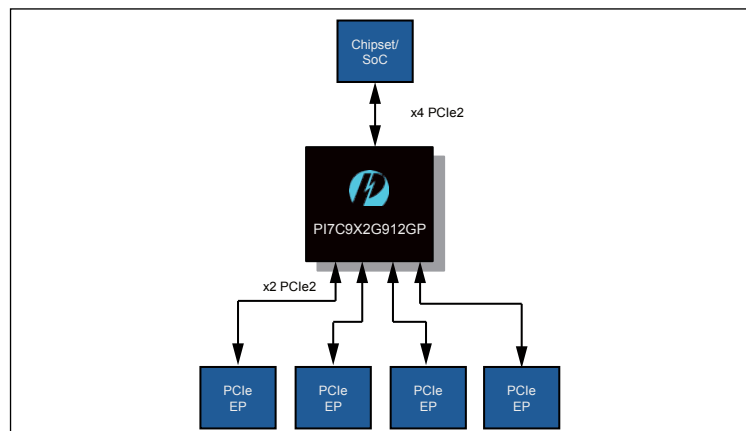 Chipset/
SoC
x4 PCIe2
PI7C9X2G912GP
x2 PCIe2
PCIe
EP
PCIe
EP
PCIe
EP
PCIe
EP